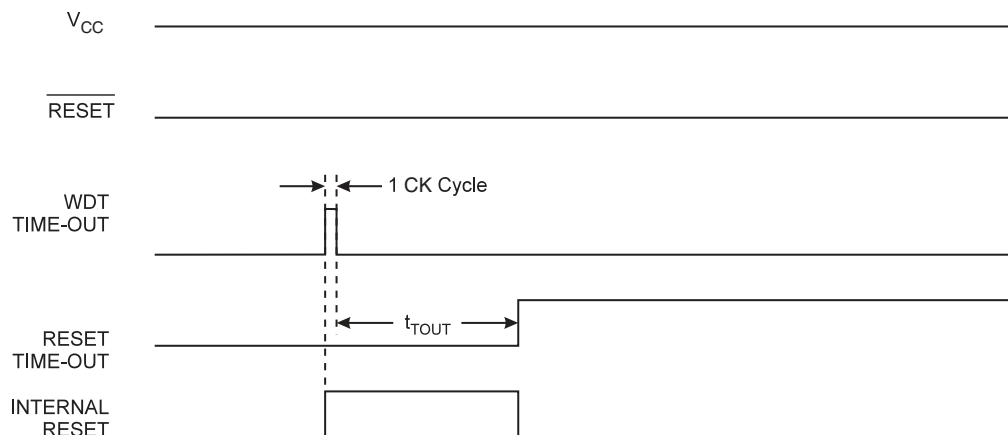 VCC
RESET
1 CK Cycle
WDT
TIME-OUT
tTOUT
RESET
TIME-OUT
INTERNAL
RESET